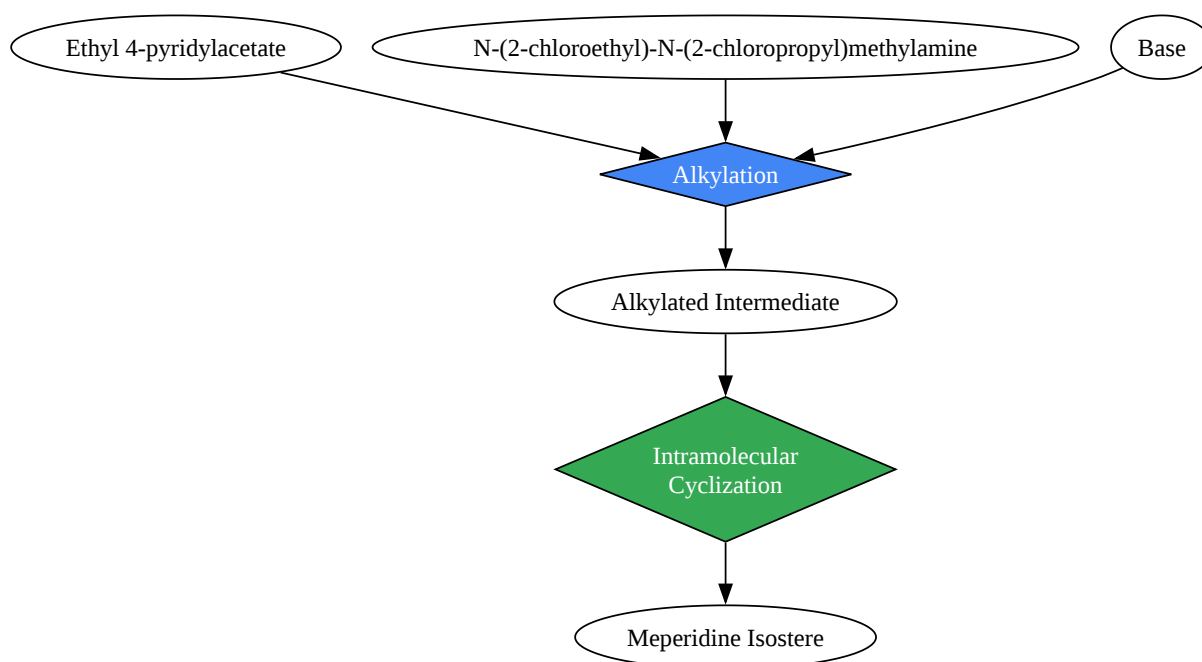 Ethyl 4-pyridylacetate
N-(2-chloroethyl)-N-(2-chloropropyl)methylamine
Base
Alkylation
Alkylated Intermediate
Intramolecular
Cyclization
Meperidine Isostere